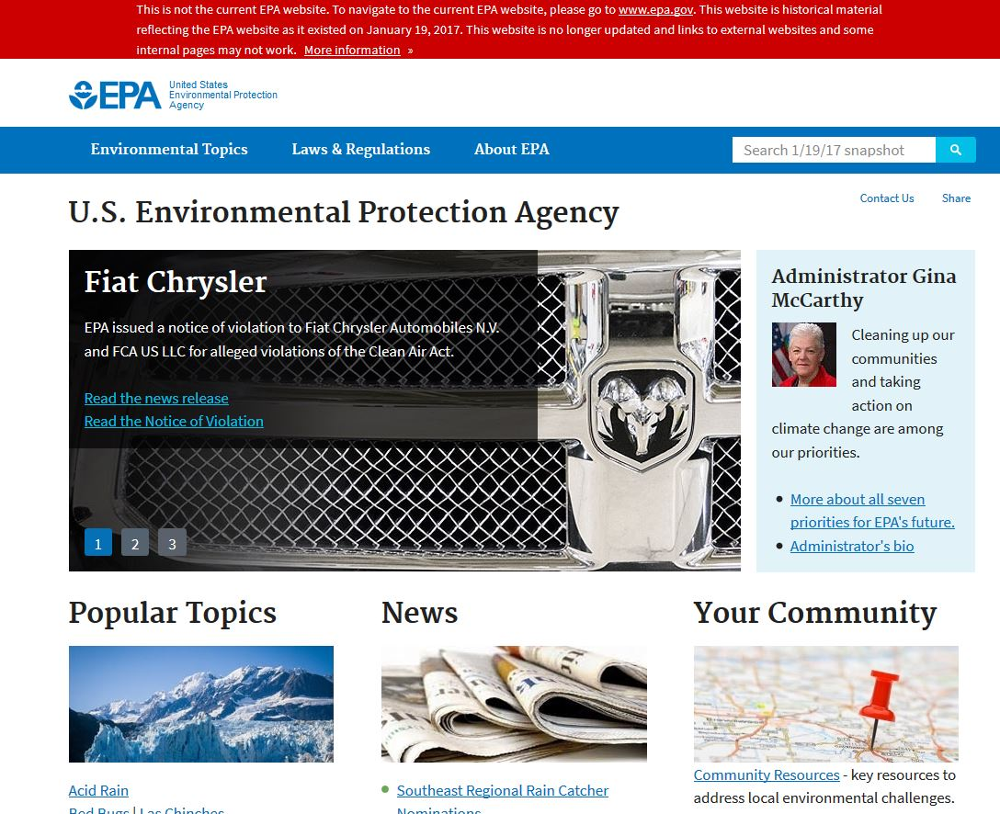 This is not the current EPA website. To navigate to the current EPA website, please go to www.epa.gov. This website is historical material
reflecting the EPA website as it existed on January 19, 2017. This website is no longer updated and links to external websites and some
internal pages may not work. More information »
EPA
United States
Environmental Protection
Agency
Environmental Topics Laws & Regulations About EPA Search 1/19/17 snapshot
Contact Us Share
U.S. Environmental Protection Agency
Fiat Chrysler
EPA issued a notice of violation to Fiat Chrysler Automobiles N.V.
and FCA US LLC for alleged violations of the Clean Air Act.
Read the news release
Read the Notice of Violation
1 2 3
Administrator Gina
McCarthy
Cleaning up our
communities
and taking
action on
climate change are among
our priorities.
More about all seven
priorities for EPA's future.
Administrator's bio
Popular Topics
Acid Rain
Bed Bugs | Las Chinches
News
Southeast Regional Rain Catcher
Nominations
Your Community
Community Resources - key resources to
address local environmental challenges.